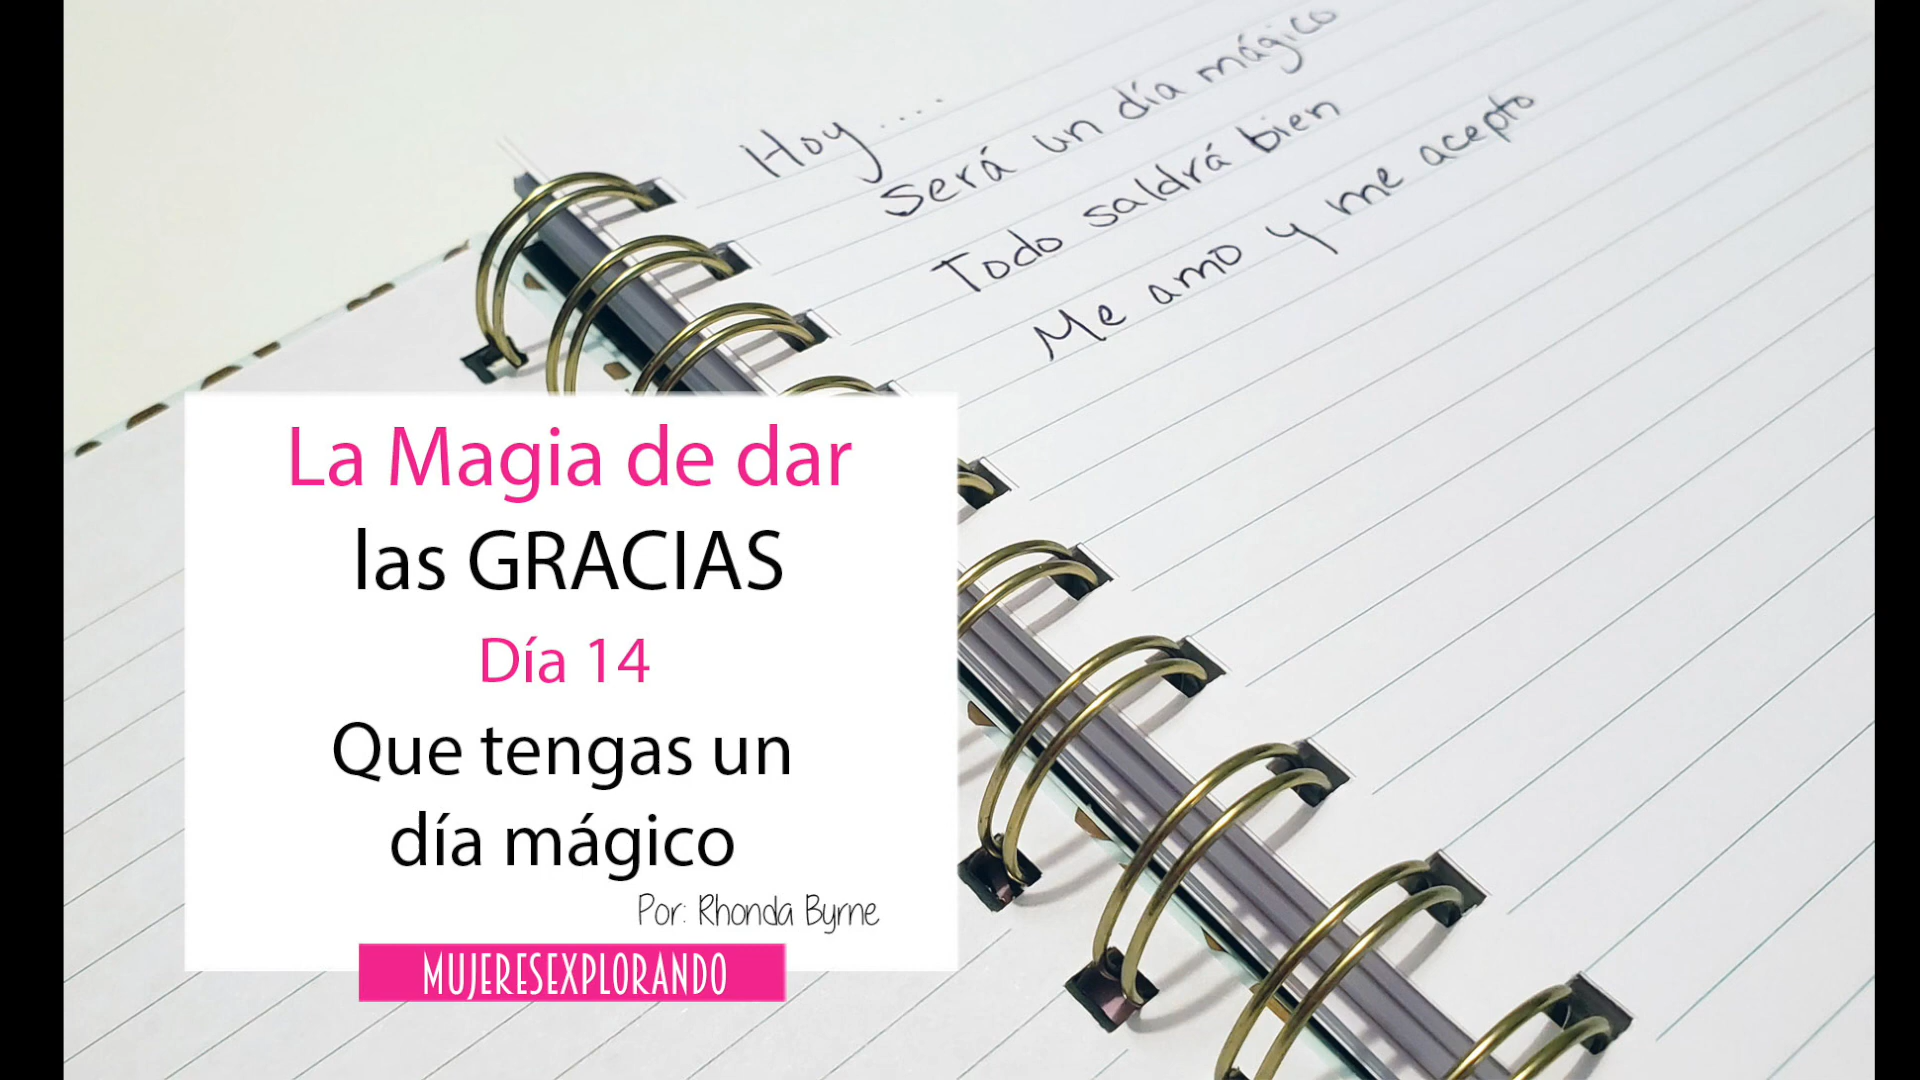 Hoy....
Será un día mágico
Todo saldrá bien
Me amo y me acepto
La Magia de dar
las GRACIAS
Día 14
Que tengas un
día mágico
Por: Rhonda Byrne
MUJERESEXPLORANDO